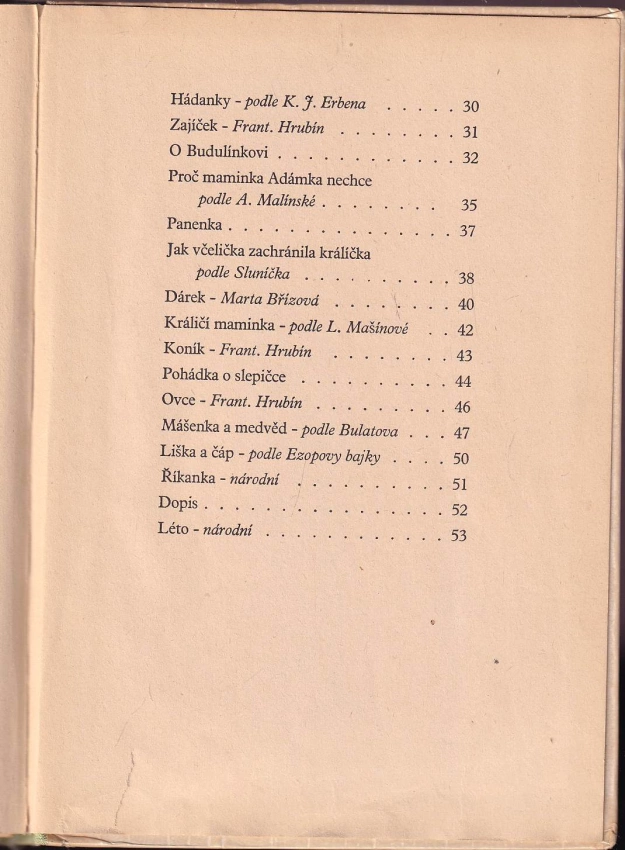 Hádanky - podle K. J. Erbena . . . . . 30
Zajíček - Frant. Hrubín . . . . . . . . 31
O Budulínkovi . . . . . . . . . . . . 32
Proč maminka Adámka nechce
podle A. Malínské . . . . . . . . 35
Panenka . . . . . . . . . . . . . . . 37
Jak včelička zachránila králíčka
podle Sluníčka . . . . . . . . . . 38
Dárek - Marta Břízová . . . . . . . . 40
Králičí maminka - podle L. Mašínové . . 42
Koník - Frant. Hrubín . . . . . . . . 43
Pohádka o slepičce . . . . . . . . . . 44
Ovce - Frant. Hrubín . . . . . . . . . 46
Mášenka a medvěd - podle Bulatova . . . 47
Liška a čáp - podle Ezopovy bajky . . . . 50
Říkanka - národní . . . . . . . . . . 51
Dopis . . . . . . . . . . . . . . . . 52
Léto - národní . . . . . . . . . . . . 53